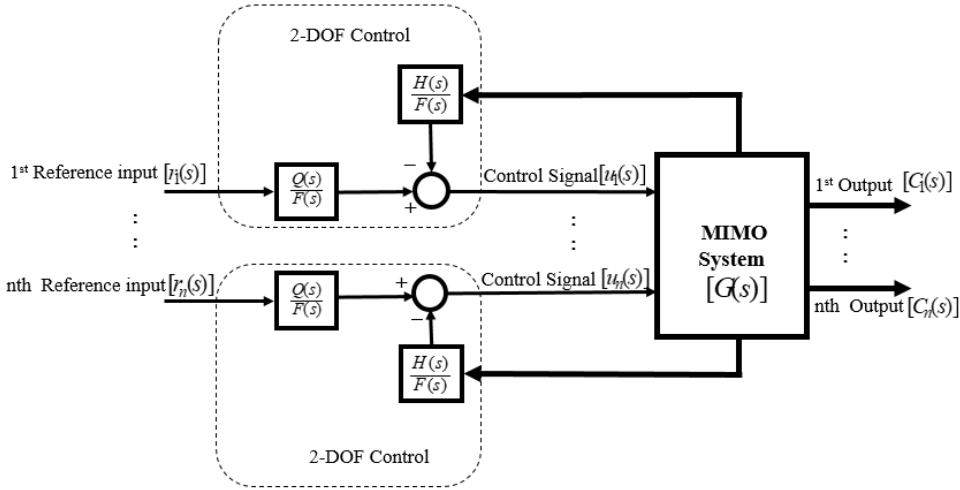 2-DOF Control
H(s)
F(s)
1st Reference input [r1(s)]
Q(s)
F(s)
−
+
Control Signal[u1(s)]
1st Output [C1(s)]
⋮
⋮
⋮
MIMO
System
[G(s)]
nth Reference input[rn(s)]
Q(s)
F(s)
+
−
Control Signal [un(s)]
nth Output [Cn(s)]
H(s)
F(s)
2-DOF Control